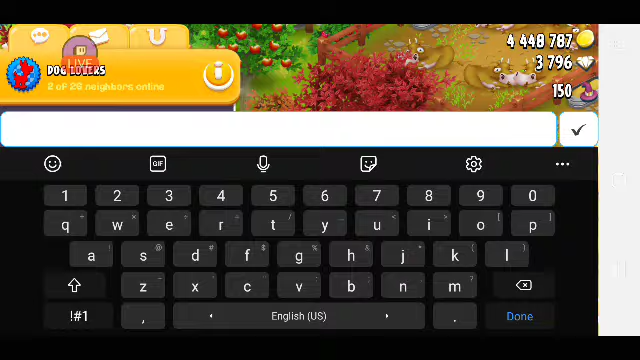 4 448 787
LIVE
DOG LOVERS
3 796
2 of 26 neighbors online
150
GIF
1 2 3 4 5 6 7 8 9 0
q w e r t y u i o p
a s d f g h j k l
z x c v b n m
!#1 , English (US) . Done